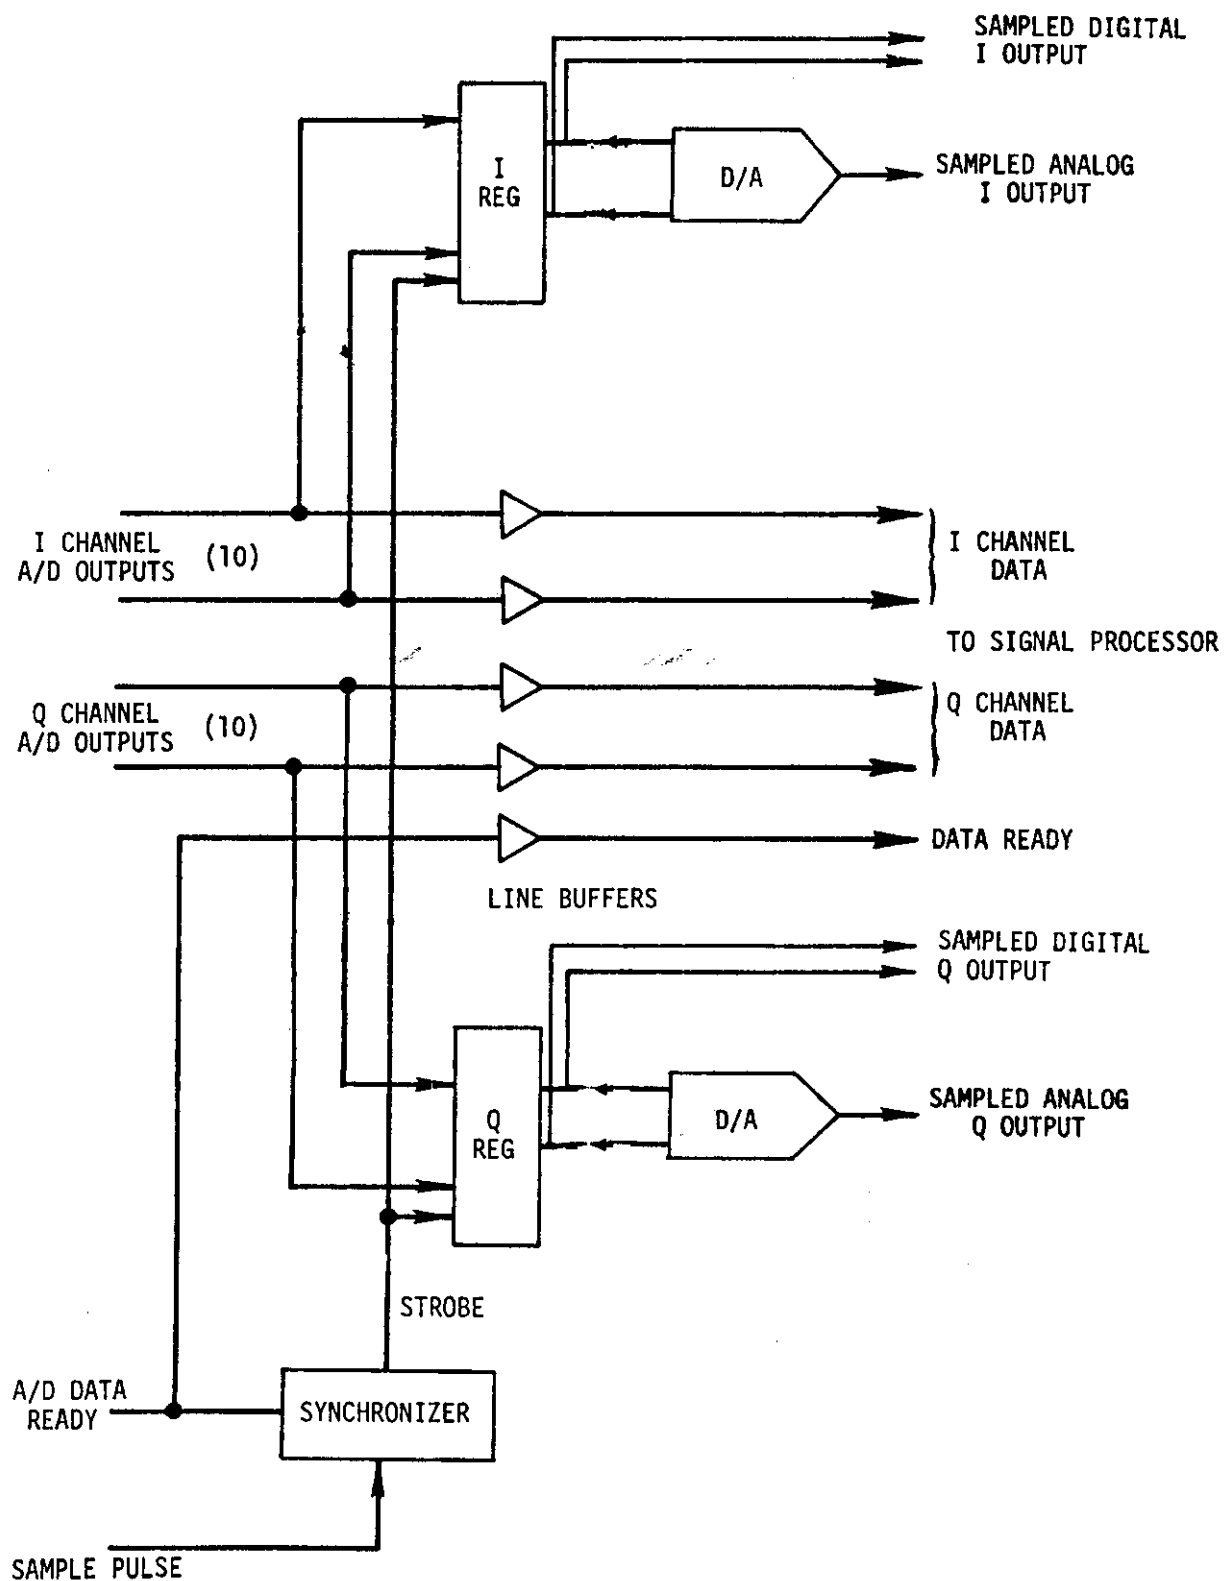 SAMPLED DIGITAL
I OUTPUT
I
REG
D/A
SAMPLED ANALOG
I OUTPUT
I CHANNEL
A/D OUTPUTS
(10)
I CHANNEL
DATA
TO SIGNAL PROCESSOR
Q CHANNEL
A/D OUTPUTS
(10)
Q CHANNEL
DATA
DATA READY
LINE BUFFERS
SAMPLED DIGITAL
Q OUTPUT
Q
REG
D/A
SAMPLED ANALOG
Q OUTPUT
STROBE
A/D DATA
READY
SYNCHRONIZER
SAMPLE PULSE